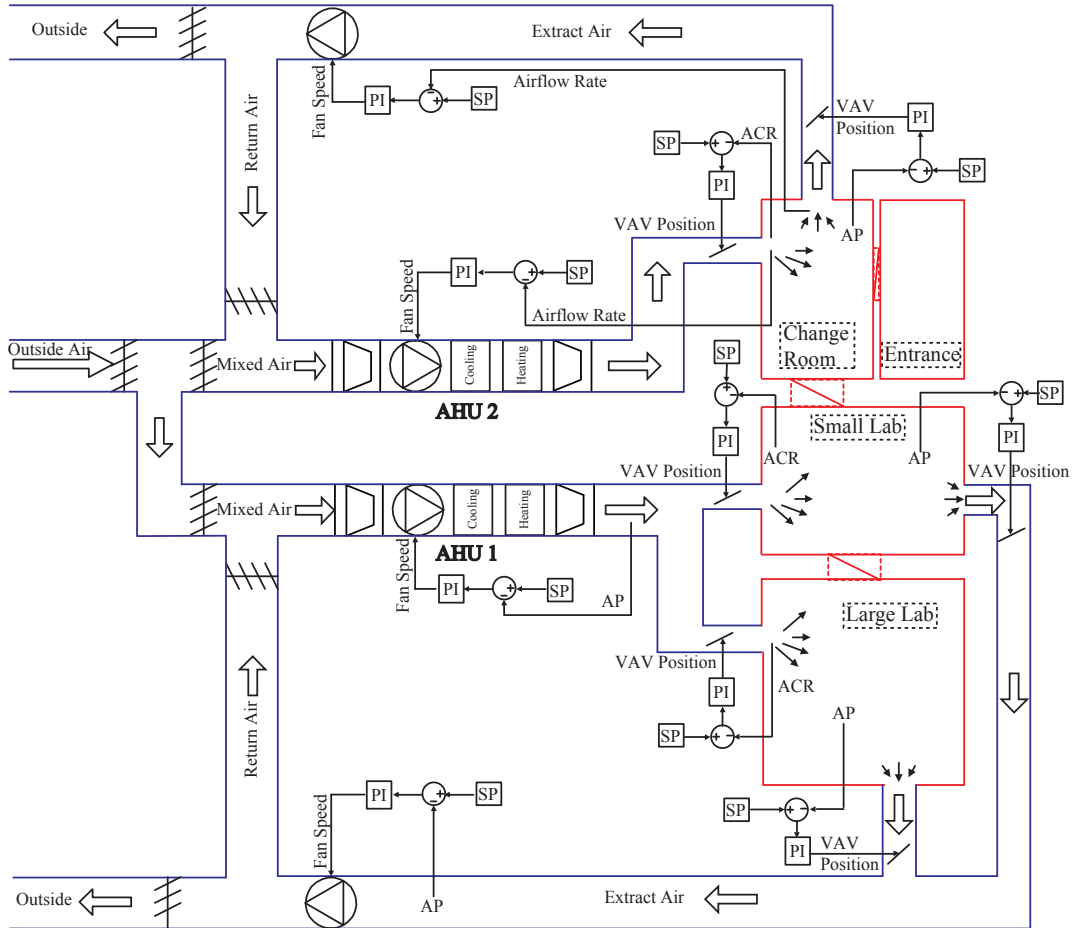 Outside
Extract Air
Fan Speed
PI
SP
Airflow Rate
Return Air
VAV
Position
PI
SP
ACR
SP
PI
VAV Position
AP
Fan Speed
PI
SP
Airflow Rate
Outside Air
Mixed Air
Cooling
Heating
AHU 2
Change
Room
Entrance
SP
Small Lab
SP
PI
PI
ACR
AP
VAV Position
VAV Position
Mixed Air
Cooling
Heating
AHU 1
Fan Speed
PI
SP
AP
Large Lab
VAV Position
PI
ACR
SP
Return Air
AP
Fan Speed
PI
SP
SP
PI
VAV
Position
Outside
AP
Extract Air